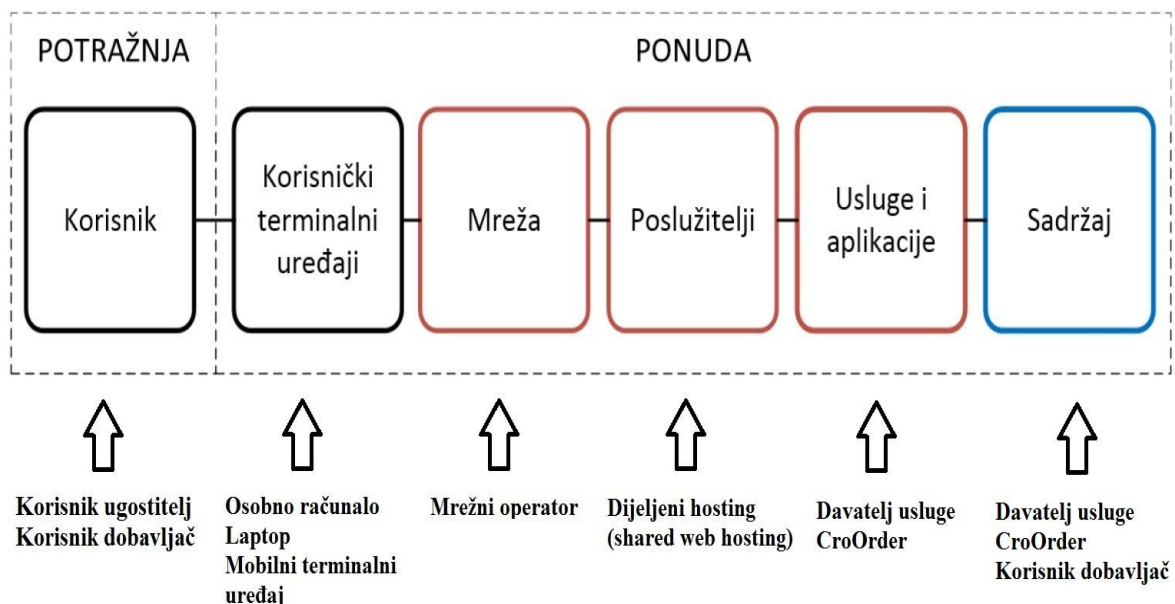 POTRAŽNJA
PONUDA
Korisnik
Korisnički
terminalni
uređaji
Mreža
Poslužitelji
Usluge i
aplikacije
Sadržaj
Korisnik ugostitelj
Korisnik dobavljač
Osobno računalo
Laptop
Mobilni terminalni
uređaj
Mrežni operator
Dijeljeni hosting
(shared web hosting)
Davatelj usluge
CroOrder
Davatelj usluge
CroOrder
Korisnik dobavljač